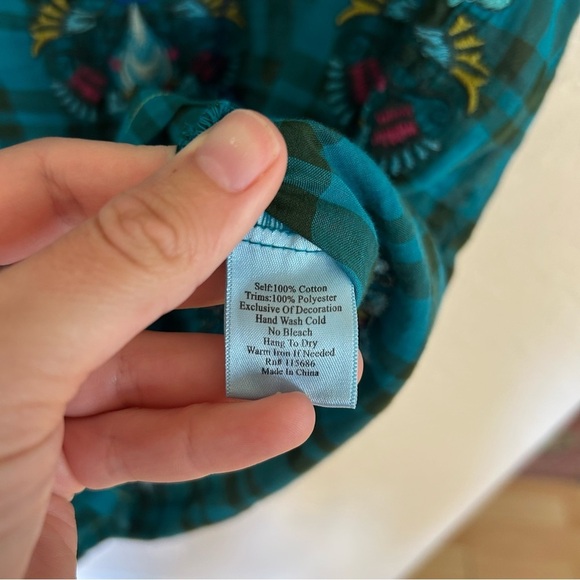 Self:100% Cotton
Trims:100% Polyester
Exclusive Of Decoration
Hand Wash Cold
No Bleach
Hang To Dry
Warm Iron If Needed
Rn# 115686
Made In China